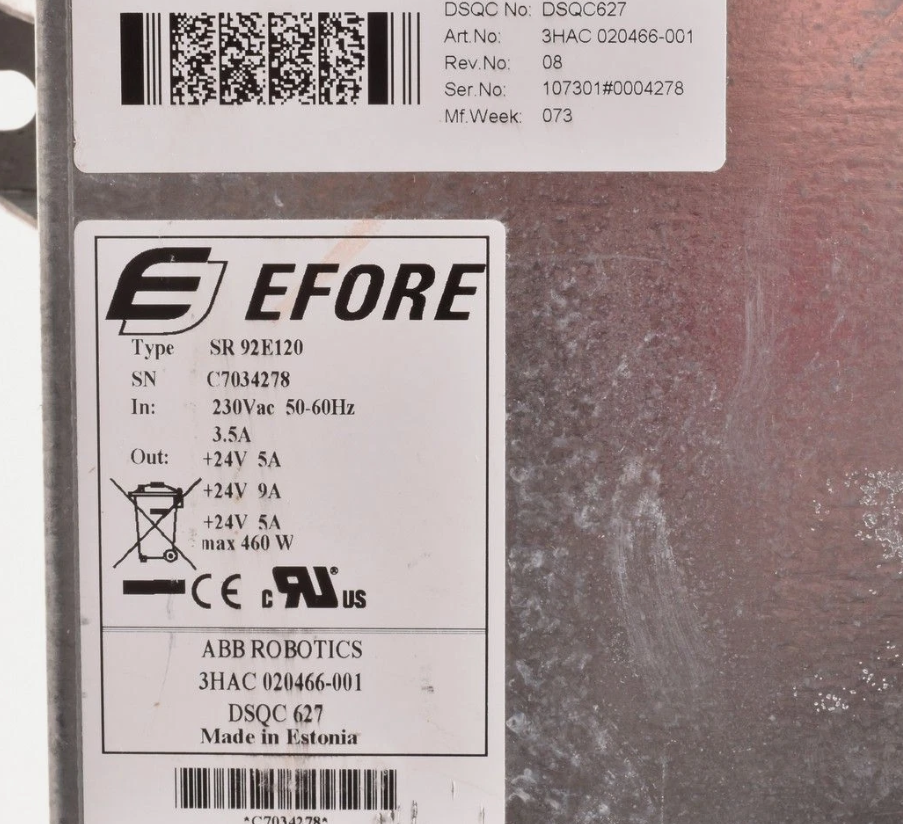 DSQC No: DSQC627
Art.No: 3HAC 020466-001
Rev.No: 08
Ser.No: 107301#0004278
Mf.Week: 073
EFORE
Type SR 92E120
SN C7034278
In: 230Vac 50-60Hz
3.5A
Out: +24V 5A
+24V 9A
+24V 5A
max 460 W
CE c RU ® US
ABB ROBOTICS
3HAC 020466-001
DSQC 627
Made in Estonia
*C7034278*